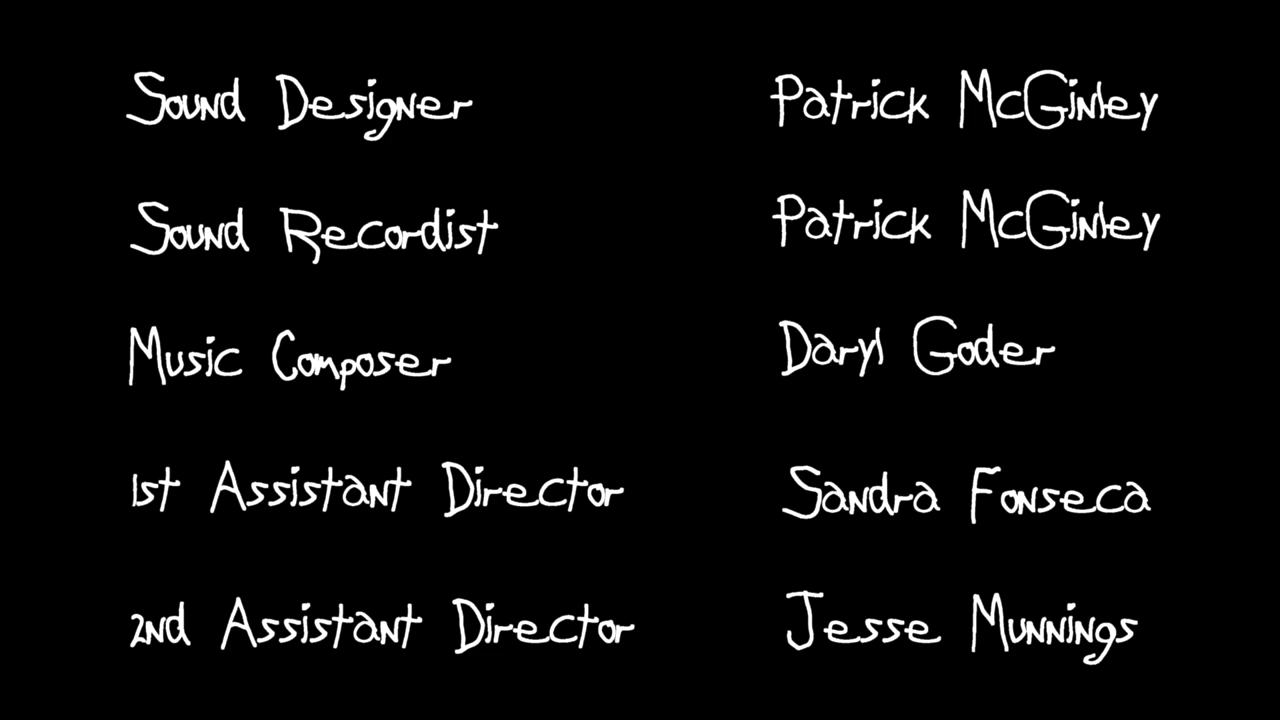 Sound Designer Patrick McGinley
Sound Recordist Patrick McGinley
Music Composer Daryl Goder
1st Assistant Director Sandra Fonseca
2nd Assistant Director Jesse Munnings